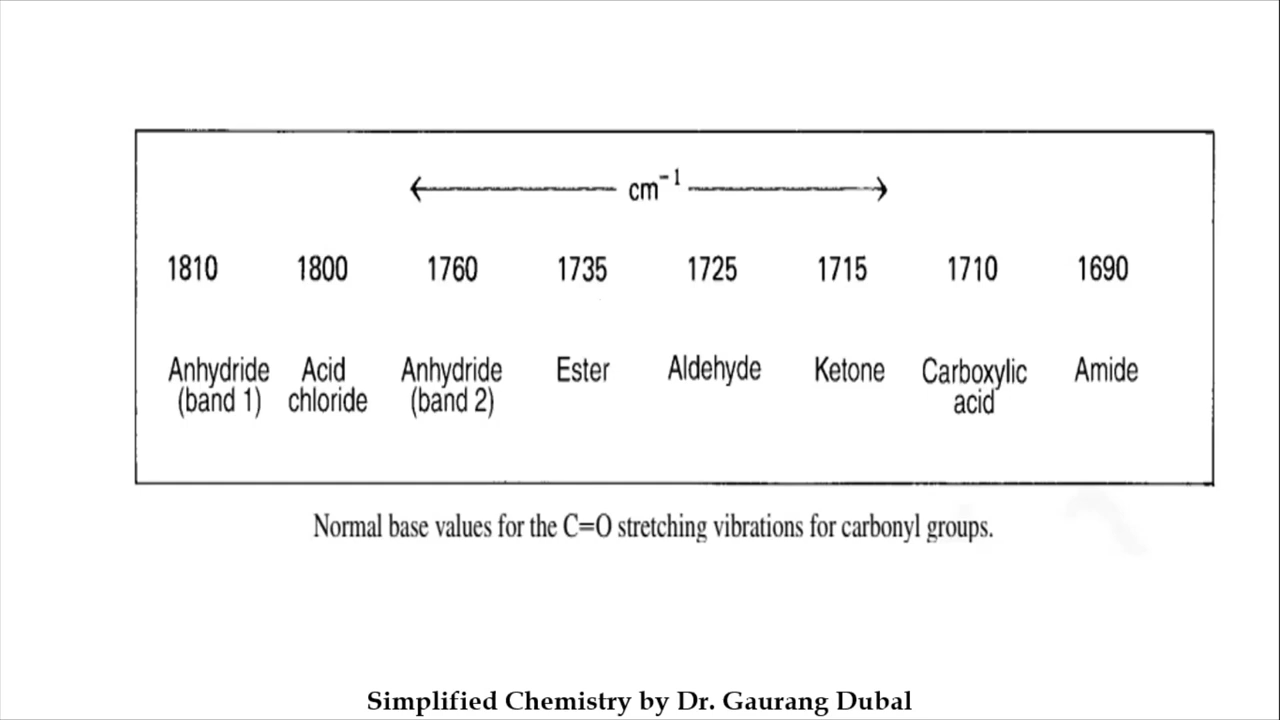 cm⁻¹
1810 1800 1760 1735 1725 1715 1710 1690
Anhydride Acid Anhydride Ester Aldehyde Ketone Carboxylic Amide
(band 1) chloride (band 2) acid
Normal base values for the C=O stretching vibrations for carbonyl groups.
Simplified Chemistry by Dr. Gaurang Dubal